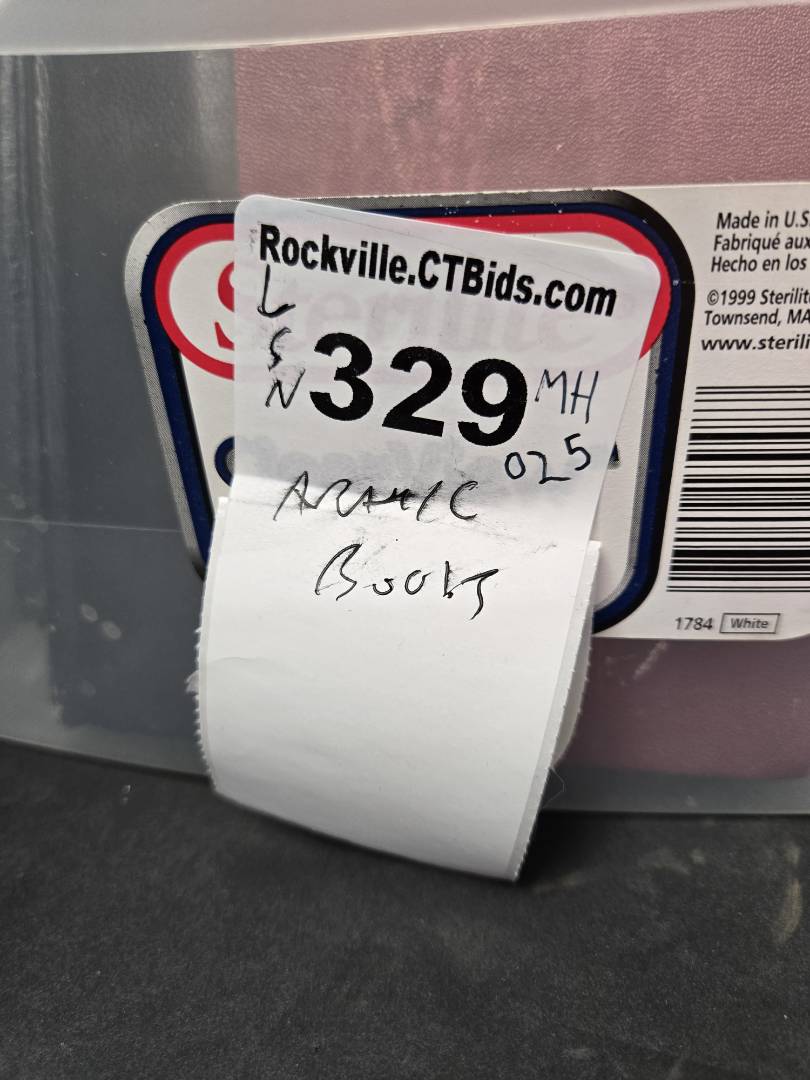 Rockville.CTBids.com
L
S
N
329
MH
025
Books
Made in U.S.
Fabriqué aux
Hecho en los
©1999 Sterilit
Townsend, MA
www.sterili
1784 White